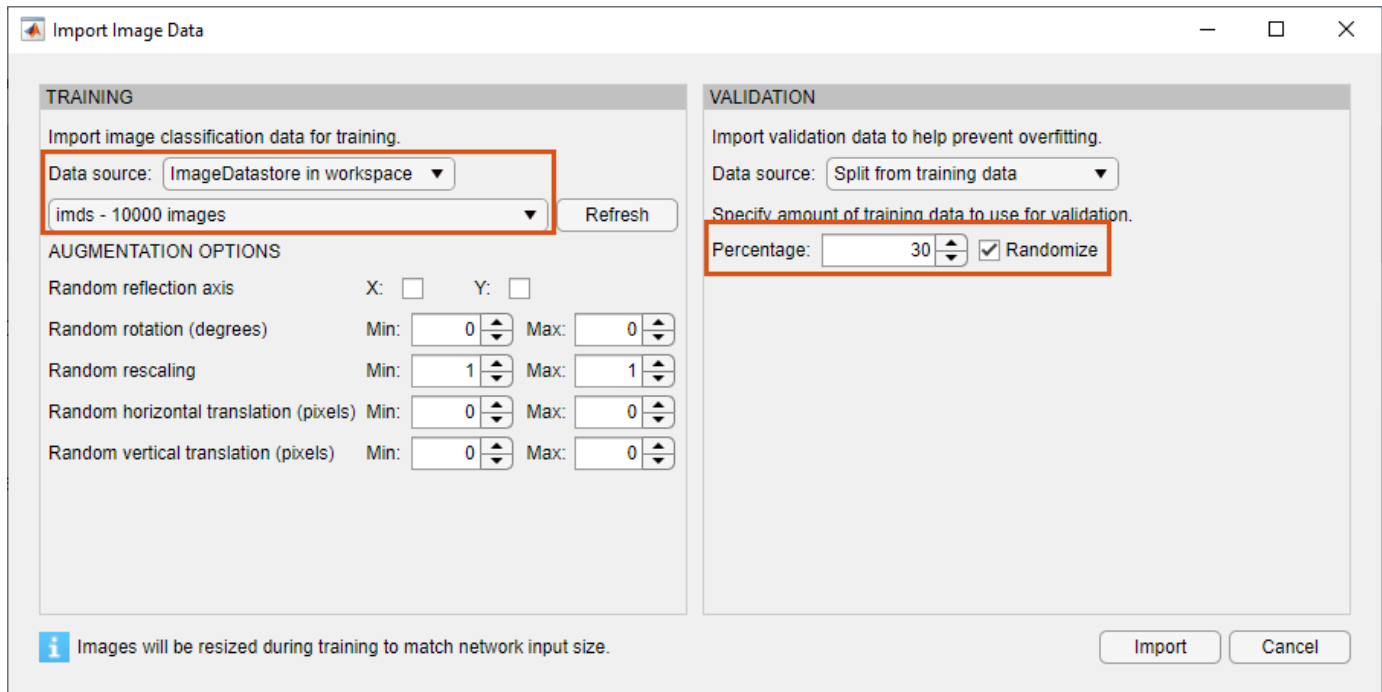 Import Image Data
TRAINING
Import image classification data for training.
Data source: ImageDatastore in workspace
imds - 10000 images Refresh
AUGMENTATION OPTIONS
Random reflection axis X: Y:
Random rotation (degrees) Min: 0 Max: 0
Random rescaling Min: 1 Max: 1
Random horizontal translation (pixels) Min: 0 Max: 0
Random vertical translation (pixels) Min: 0 Max: 0
VALIDATION
Import validation data to help prevent overfitting.
Data source: Split from training data
Specify amount of training data to use for validation.
Percentage: 30 Randomize
i Images will be resized during training to match network input size.
Import Cancel